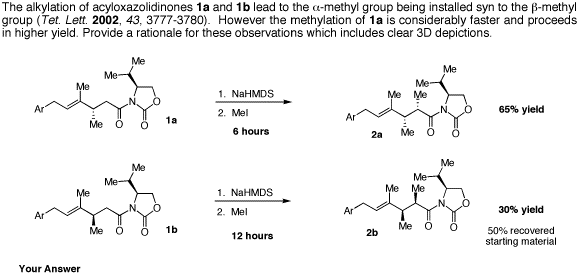 The alkylation of acyloxazolidinones 1a and 1b lead to the α-methyl group being installed syn to the β-methyl
group (Tet. Lett. 2002, 43, 3777-3780).  However the methylation of 1a is considerably faster and proceeds
in higher yield. Provide a rationale for these observations which includes clear 3D depictions.
Me
Me
Me
Ar
N
O
Me
O
O
1a
1. NaHMDS
2. MeI
6 hours
Me
Me
Me
Me
Ar
N
O
Me
O
O
2a
65% yield
Me
Me
Me
Ar
N
O
Me
O
O
1b
1. NaHMDS
2. MeI
12 hours
Me
Me
Me
Me
Ar
N
O
Me
O
O
2b
30% yield
50% recovered
starting material
Your Answer